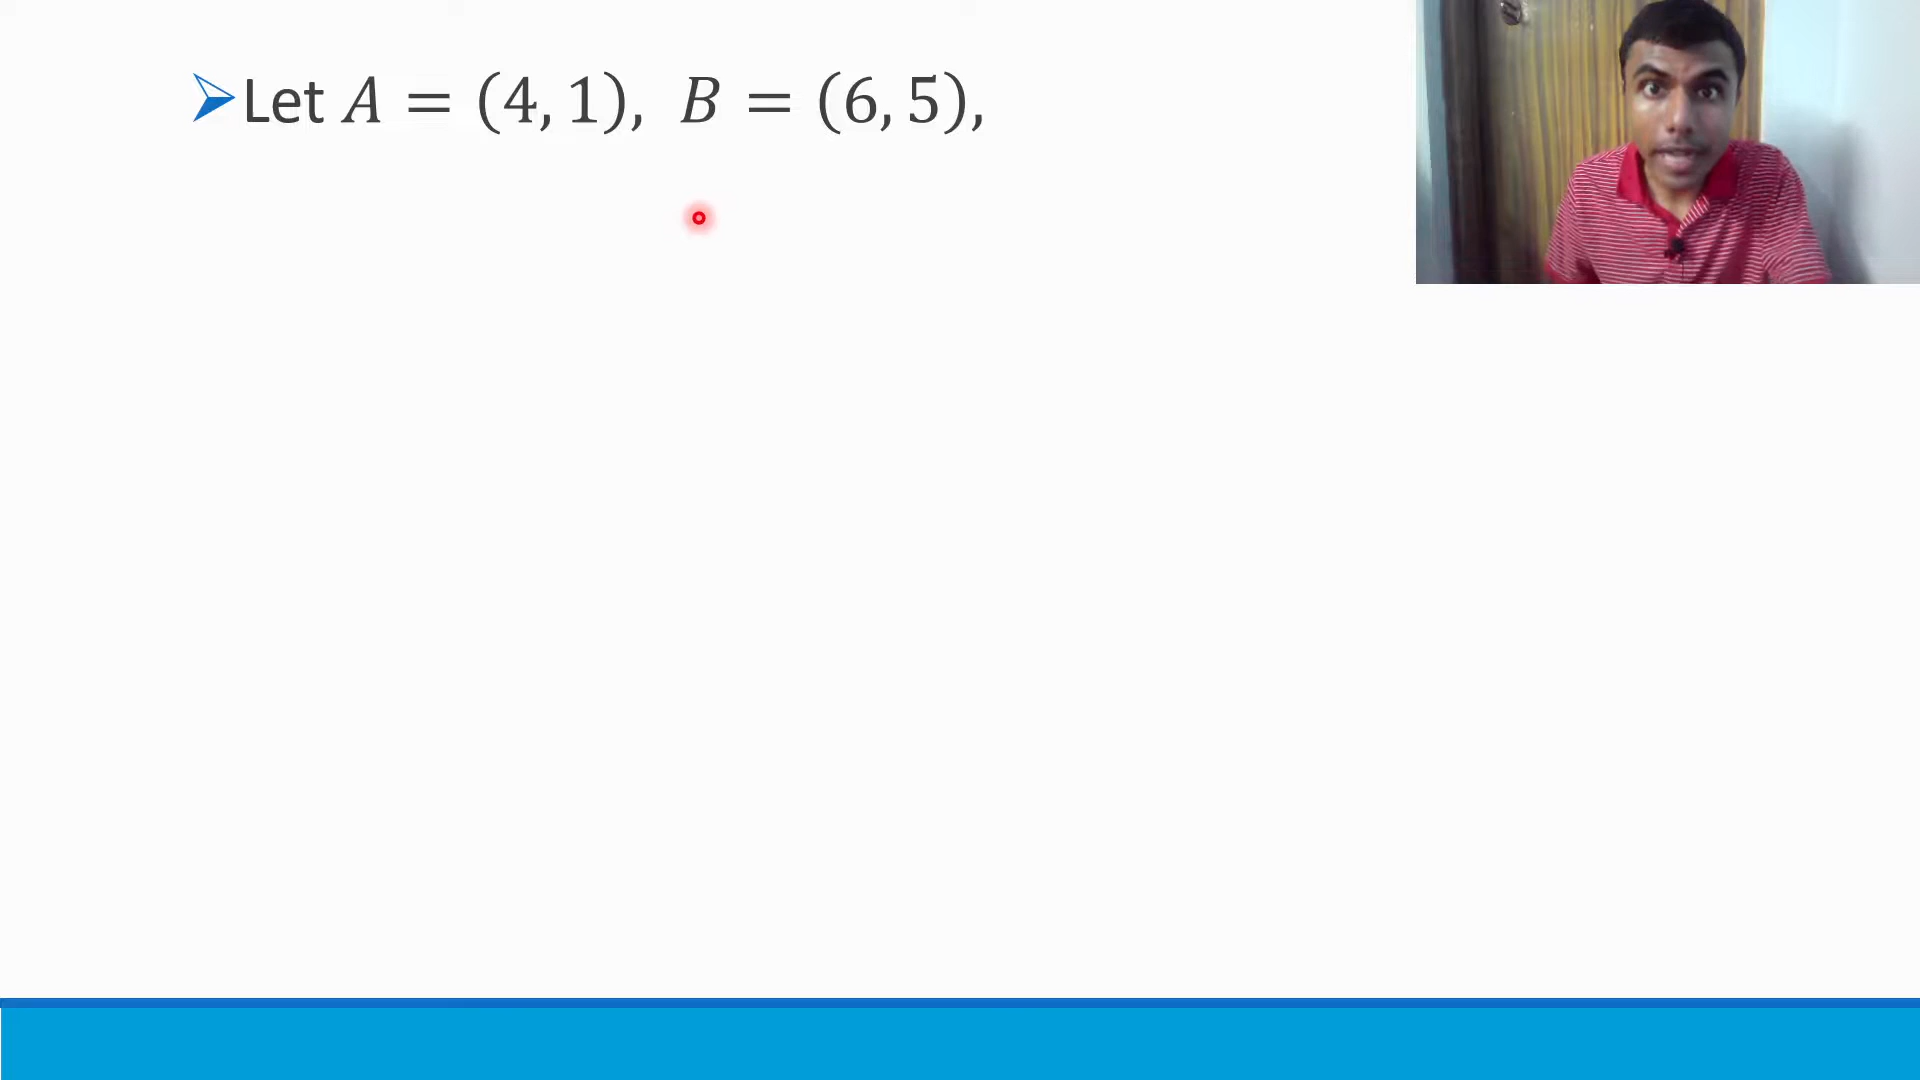 Let A = (4, 1), B = (6, 5),